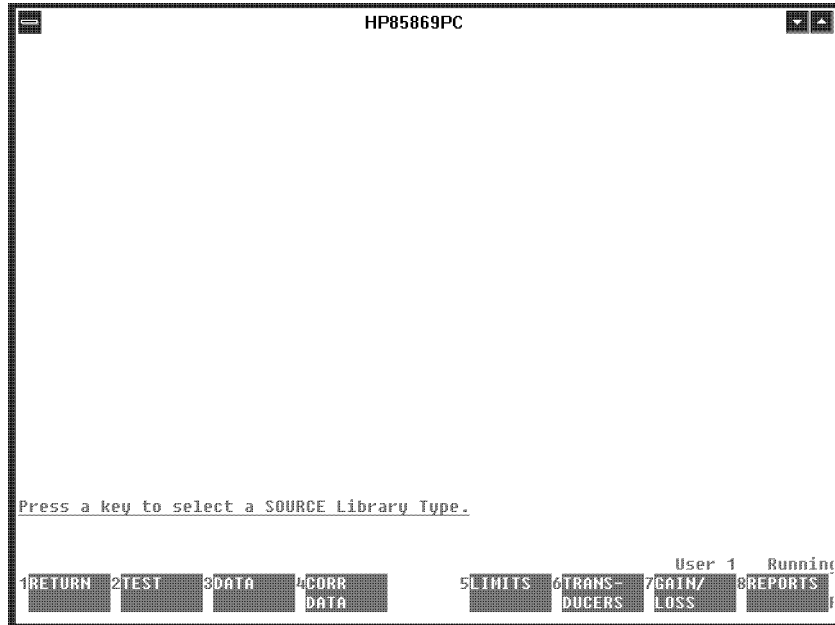 HP85869PC
Press a key to select a SOURCE Library Type.
User 1 Running
1RETURN 2TEST 3DATA 4CORR DATA 5LIMITS 6TRANS-DUCERS 7GAIN/LOSS 8REPORTS